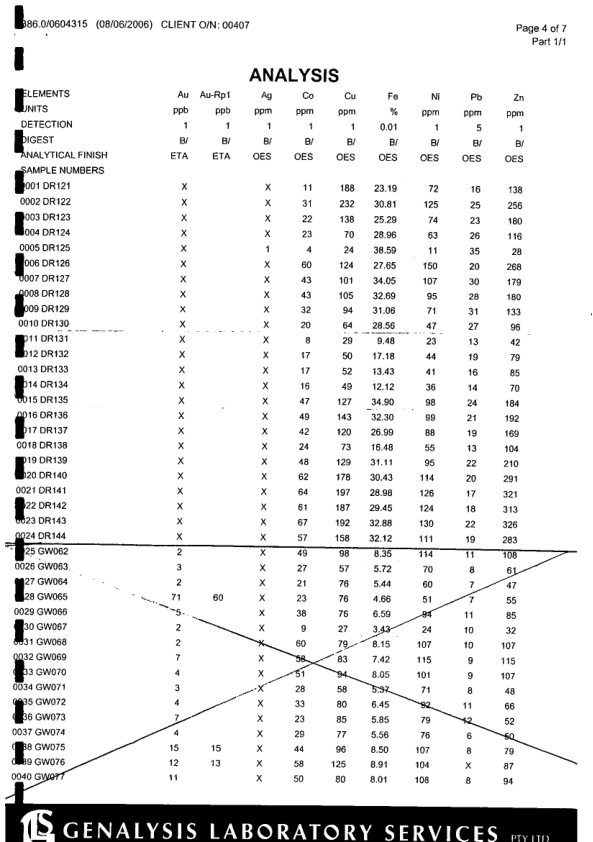 386.0/0604315 (08/06/2006) CLIENT O/N: 00407
Page 4 of 7
Part 1/1
ANALYSIS
ELEMENTS Au Au-Rp1 Ag Co Cu Fe Ni Pb Zn
UNITS ppb ppb ppm ppm ppm % ppm ppm ppm
DETECTION 1 1 1 1 1 0.01 1 5 1
DIGEST B/ B/ B/ B/ B/ B/ B/ B/ B/
ANALYTICAL FINISH ETA ETA OES OES OES OES OES OES OES
SAMPLE NUMBERS
0001 DR121 X X 11 188 23.19 72 16 138
0002 DR122 X X 31 232 30.81 125 25 256
0003 DR123 X X 22 138 25.29 74 23 180
0004 DR124 X X 23 70 28.96 63 26 116
0005 DR125 X 1 4 24 38.59 11 35 28
0006 DR126 X X 60 124 27.65 150 20 268
0007 DR127 X X 43 101 34.05 107 30 179
0008 DR128 X X 43 105 32.69 95 28 180
0009 DR129 X X 32 94 31.06 71 31 133
0010 DR130 X X 20 64 28.56 47 27 96
0011 DR131 X X 8 29 9.48 23 13 42
0012 DR132 X X 17 50 17.18 44 19 79
0013 DR133 X X 17 52 13.43 41 16 85
0014 DR134 X X 16 49 12.12 36 14 70
0015 DR135 X X 47 127 34.90 98 24 184
0016 DR136 X X 49 143 32.30 99 21 192
0017 DR137 X X 42 120 26.99 88 19 169
0018 DR138 X X 24 73 16.48 55 13 104
0019 DR139 X X 48 129 31.11 95 22 210
0020 DR140 X X 62 178 30.43 114 20 291
0021 DR141 X X 64 197 28.98 126 17 321
0022 DR142 X X 61 187 29.45 124 18 313
0023 DR143 X X 67 192 32.88 130 22 326
0024 DR144 X X 57 158 32.12 111 19 283
0025 GW062 2 X 49 98 8.35 114 11 108
0026 GW063 3 X 27 57 5.72 70 8 61
0027 GW064 2 X 21 76 5.44 60 7 47
0028 GW065 71 60 X 23 76 4.66 51 7 55
0029 GW066 5 X 38 76 6.59 94 11 85
0030 GW067 2 X 9 27 3.43 24 10 32
0031 GW068 2 X 60 79 8.15 107 10 107
0032 GW069 7 X 58 83 7.42 115 9 115
0033 GW070 4 X 51 94 8.05 101 9 107
0034 GW071 3 X 28 58 5.37 71 8 48
0035 GW072 4 X 33 80 6.45 92 11 66
0036 GW073 7 X 23 85 5.85 79 12 52
0037 GW074 4 X 29 77 5.56 76 6 50
0038 GW075 15 15 X 44 96 8.50 107 8 79
0039 GW076 12 13 X 58 125 8.91 104 X 87
0040 GW077 11 X 50 80 8.01 108 8 94
GENALYSIS LABORATORY SERVICES PTY LTD